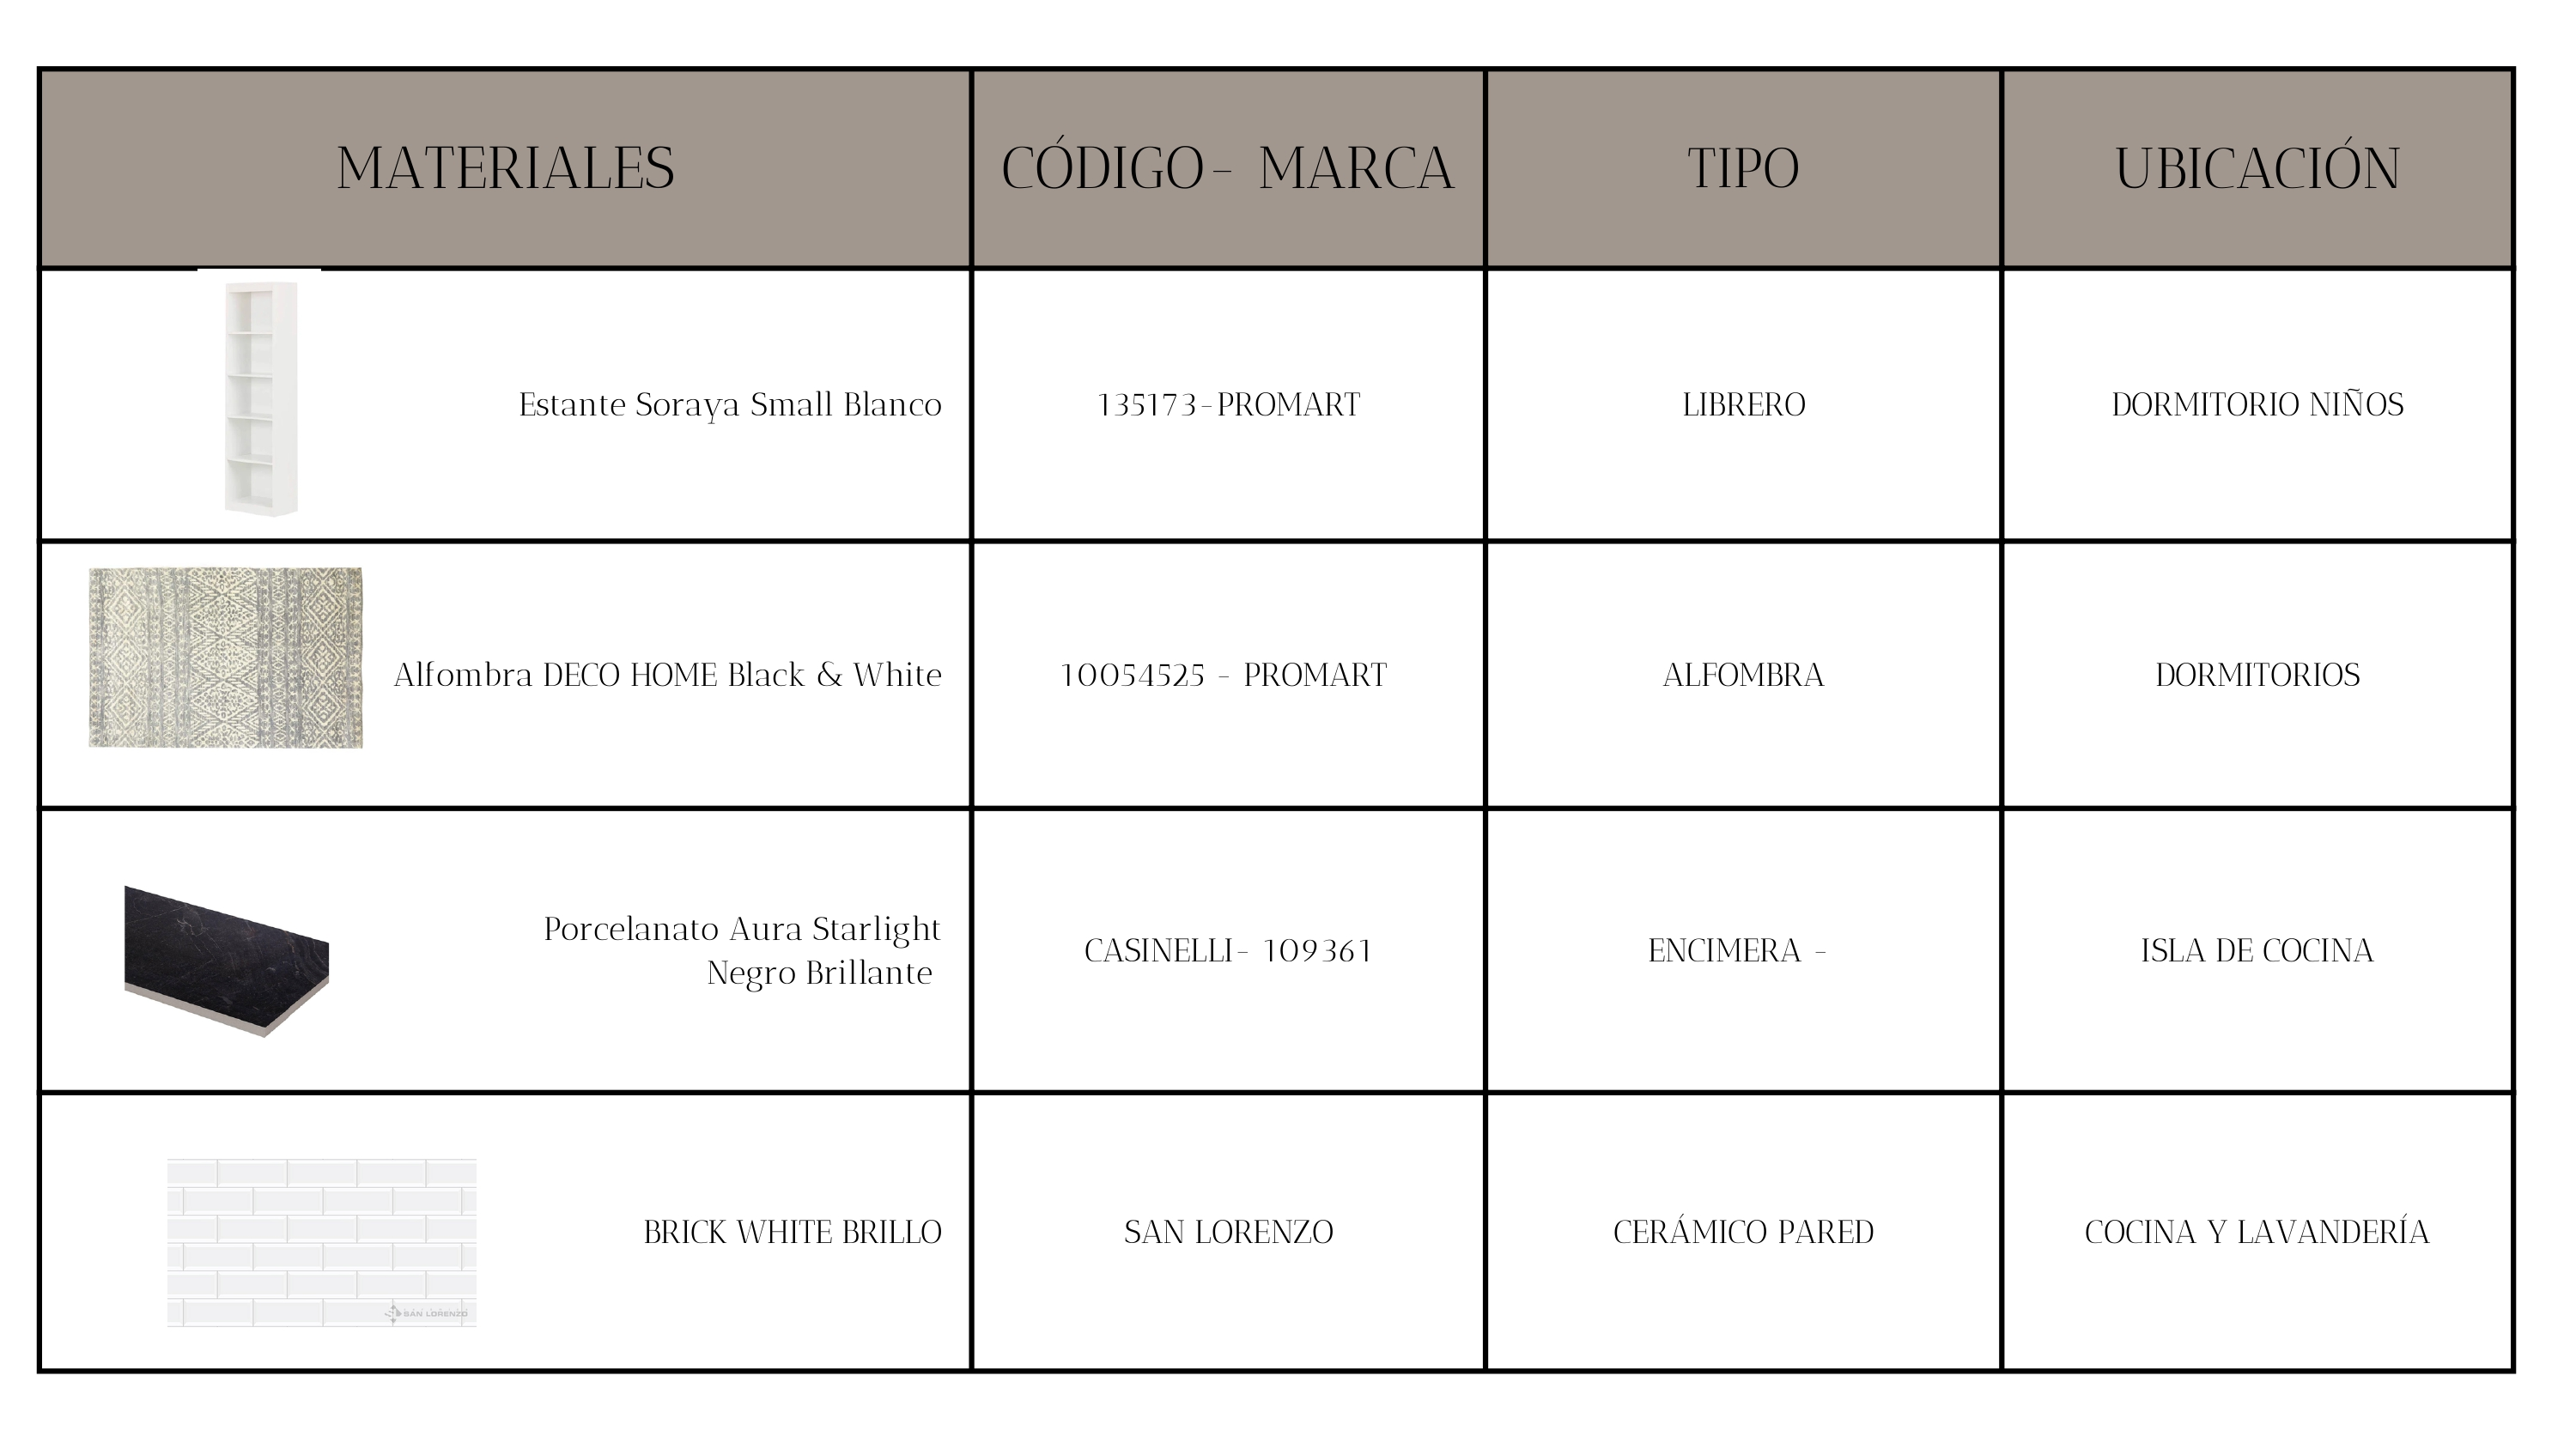 MATERIALES
CÓDIGO- MARCA
TIPO
UBICACIÓN
Estante Soraya Small Blanco
135173-PROMART
LIBRERO
DORMITORIO NIÑOS
Alfombra DECO HOME Black & White
10054525 - PROMART
ALFOMBRA
DORMITORIOS
Porcelanato Aura Starlight
Negro Brillante
CASINELLI- 109361
ENCIMERA -
ISLA DE COCINA
BRICK WHITE BRILLO
SAN LORENZO
CERÁMICO PARED
COCINA Y LAVANDERÍA
SAN LORENZO